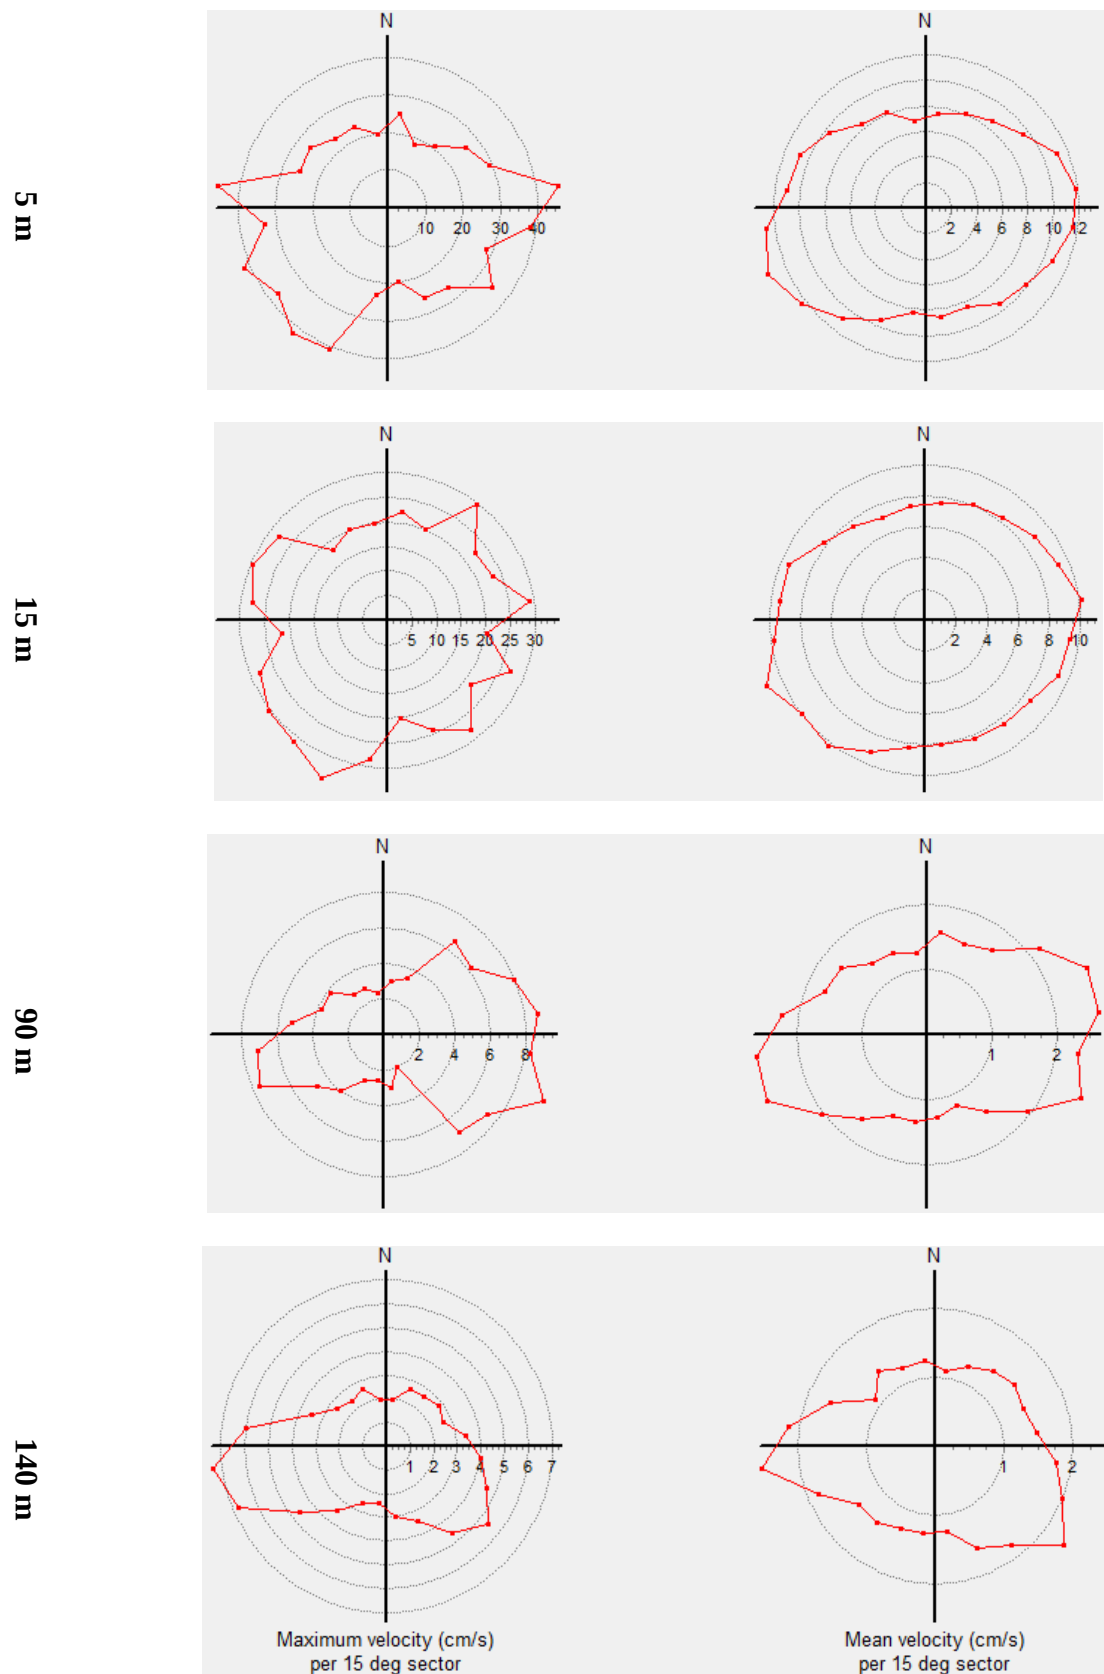 5 m
N
10 20 30 40
N
2 4 6 8 10 12
15 m
N
5 10 15 20 25 30
N
2 4 6 8 10
90 m
N
2 4 6 8
N
1 2
140 m
N
1 2 3 4 5 6 7
N
1 2
Maximum velocity (cm/s)
per 15 deg sector
Mean velocity (cm/s)
per 15 deg sector